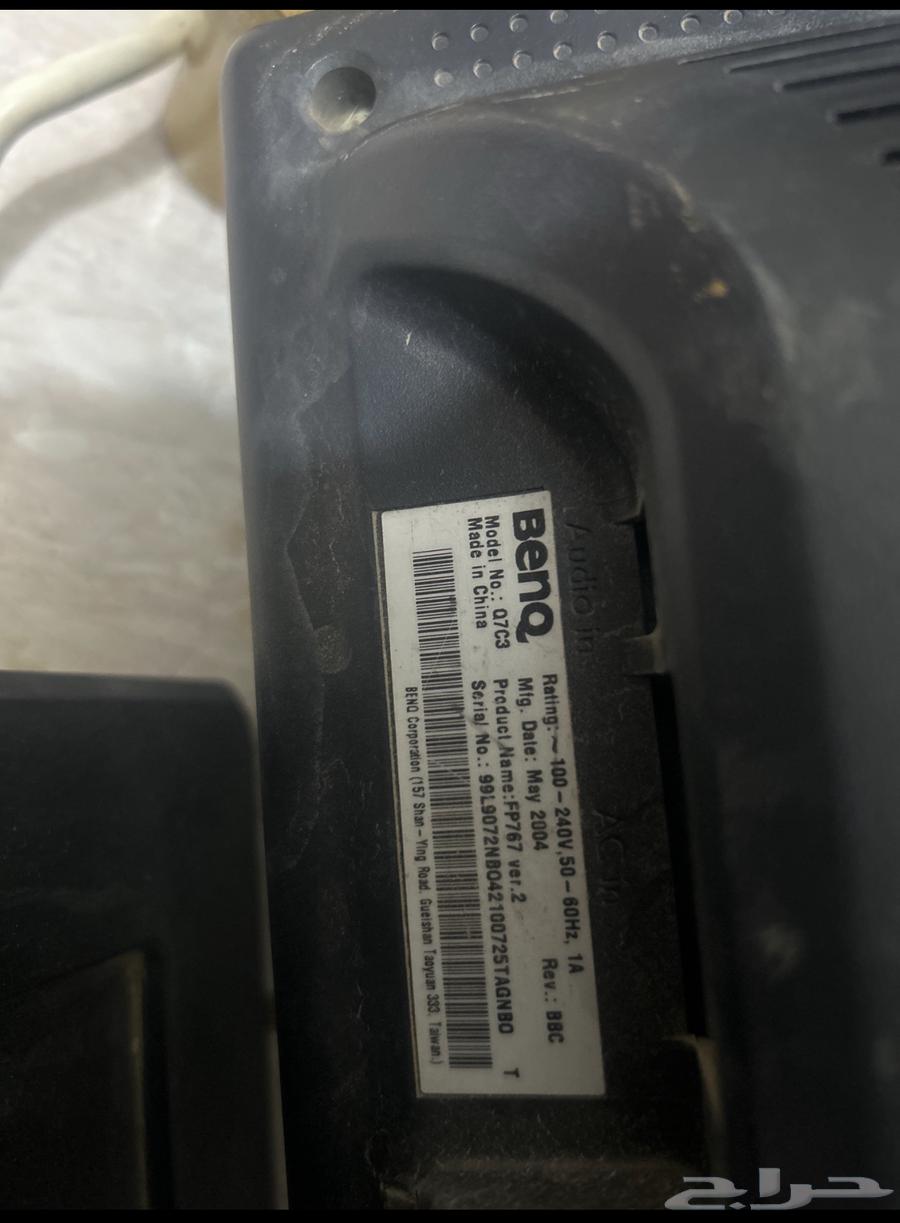 Audio in
AC in
BenQ
Rating: ~ 100-240V,50-60Hz, 1A
Mfg. Date: May 2004 Rev.: BBC
Model No.: Q7C3 Product Name:FP767 ver.2
Made in China Serial No.: 99L9072NB042100725TAGNB0 T
BENQ Corporation (157 Shan-Ying Road, Gueishan Taoyuan 333, Taiwan.)
حراج